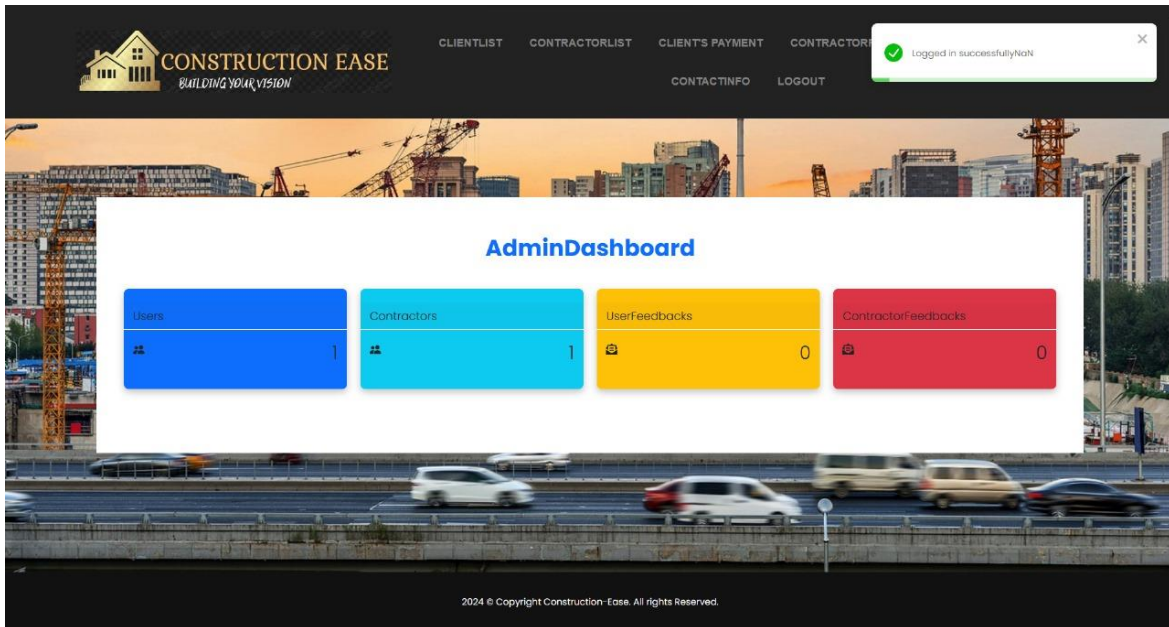 CONSTRUCTION EASE
BUILDING YOUR VISION
CLIENTLIST CONTRACTORLIST CLIENT'S PAYMENT
CONTACTINFO LOGOUT
Logged in successfullyNaN
AdminDashboard
Users
1
Contractors
1
UserFeedbacks
0
ContractorFeedbacks
0
2024 © Copyright Construction-Ease. All rights Reserved.